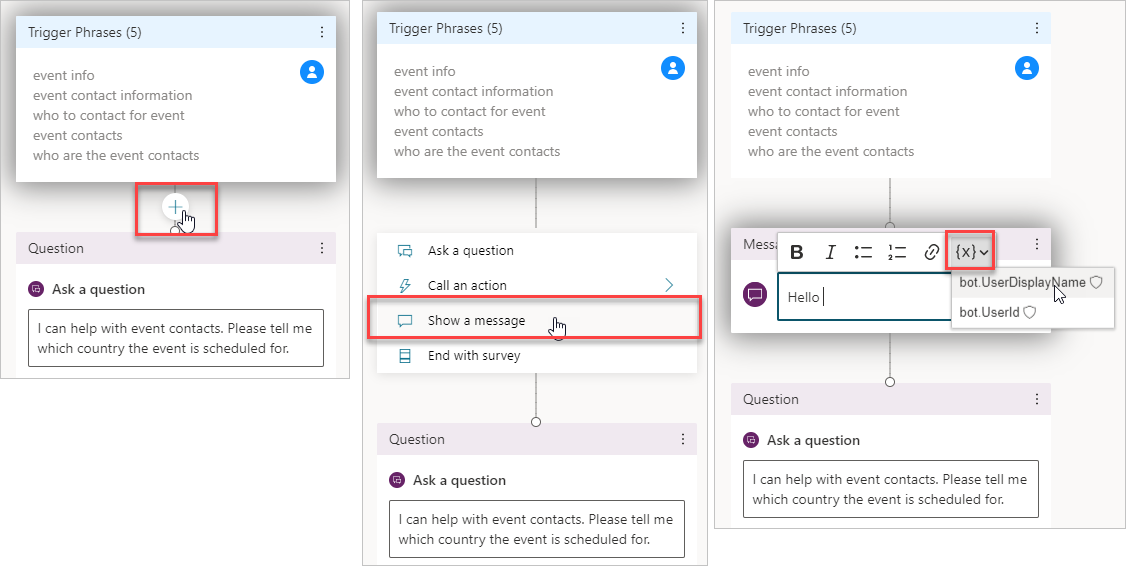 Trigger Phrases (5)
event info
event contact information
who to contact for event
event contacts
who are the event contacts
Question
Ask a question
I can help with event contacts. Please tell me
which country the event is scheduled for.
Trigger Phrases (5)
event info
event contact information
who to contact for event
event contacts
who are the event contacts
Ask a question
Call an action
Show a message
End with survey
Question
Ask a question
I can help with event contacts. Please tell me
which country the event is scheduled for.
Trigger Phrases (5)
event info
event contact information
who to contact for event
event contacts
who are the event contacts
Messa
B I {x}
Hello
bot.UserDisplayName
bot.UserId
Question
Ask a question
I can help with event contacts. Please tell me
which country the event is scheduled for.